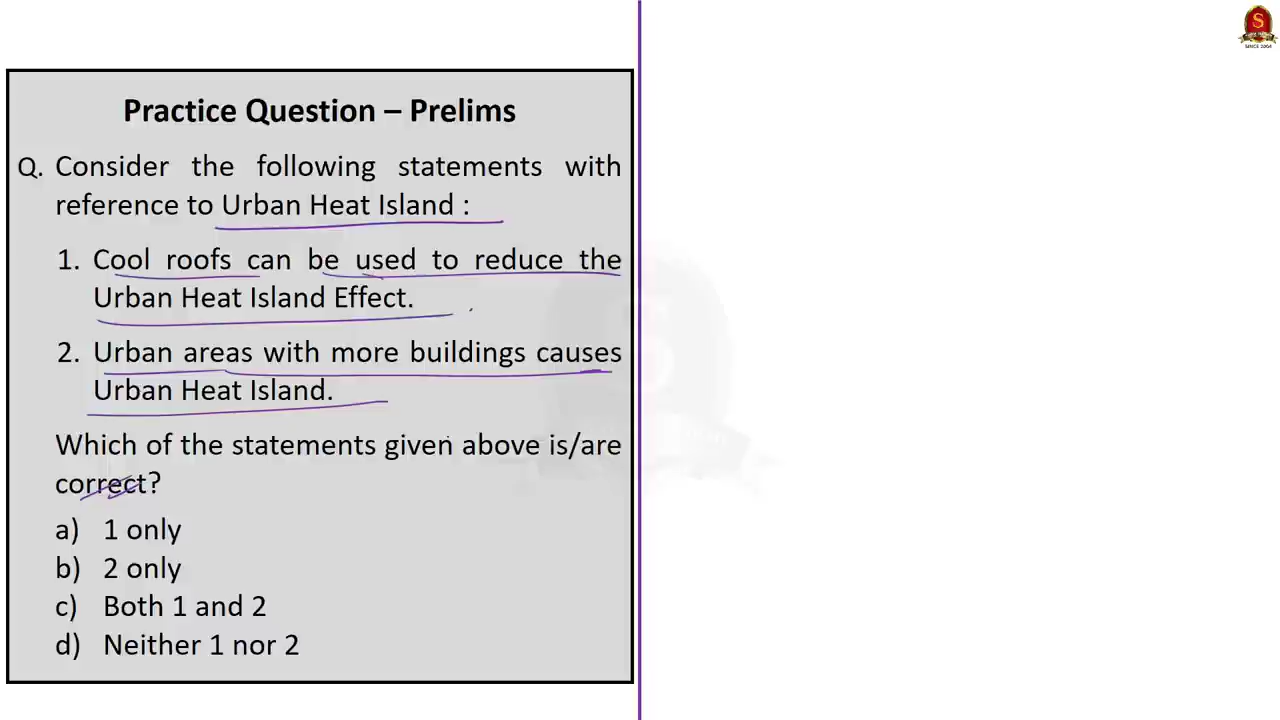 S
SINCE 2004
Practice Question – Prelims
Q. Consider the following statements with
reference to Urban Heat Island :
1. Cool roofs can be used to reduce the
Urban Heat Island Effect.
2. Urban areas with more buildings causes
Urban Heat Island.
Which of the statements given above is/are
correct?
a) 1 only
b) 2 only
c) Both 1 and 2
d) Neither 1 nor 2